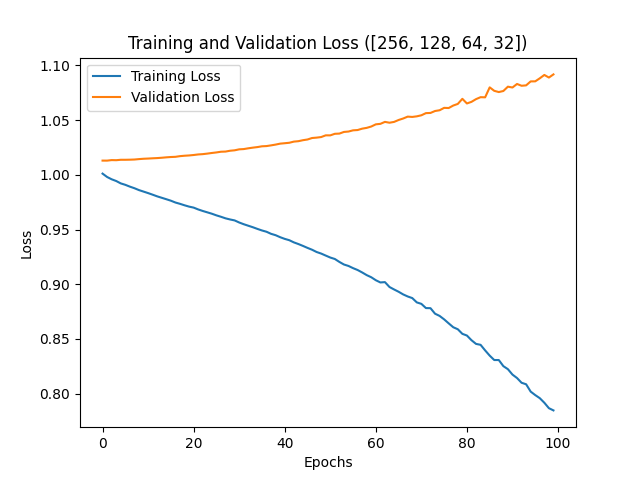 Training and Validation Loss ([256, 128, 64, 32])
Training Loss
Validation Loss
1.10
1.05
1.00
0.95
0.90
0.85
0.80
Loss
0 20 40 60 80 100
Epochs